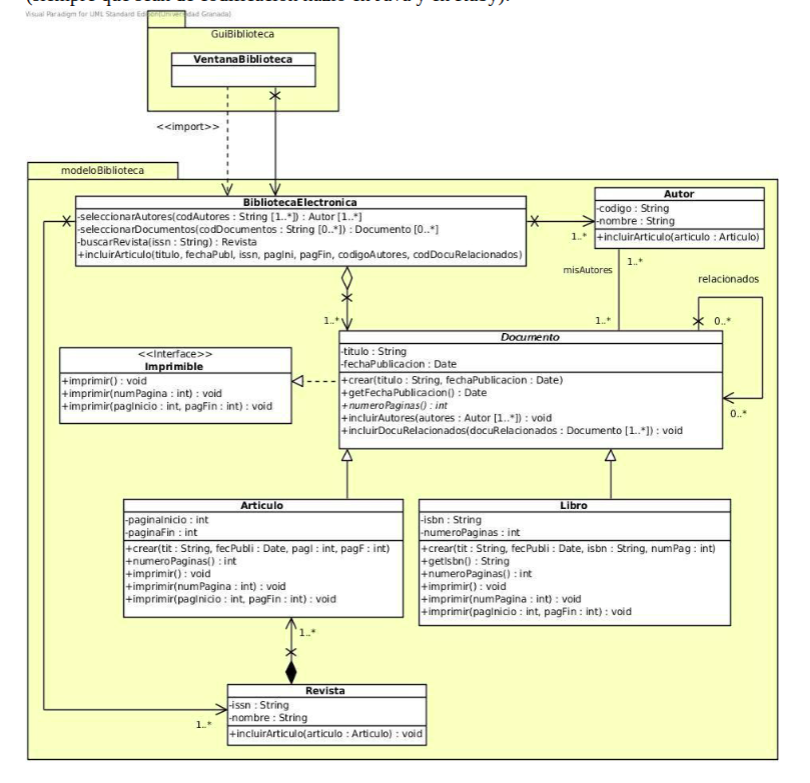 (siempre que sean de codificación hazlo en Java y en Ruby):
Visual Paradigm for UML Standard Edition(Universidad Granada)
GuiBiblioteca
VentanaBiblioteca
<<import>>
modeloBiblioteca
BibliotecaElectronica
-seleccionarAutores(codAutores : String [1..*]) : Autor [1..*]
-seleccionarDocumentos(codDocumentos : String [0..*]) : Documento [0..*]
-buscarRevista(issn : String) : Revista
+incluirArticulo(titulo, fechaPubl, issn, pagIni, pagFin, codigoAutores, codDocuRelacionados)
Autor
-codigo : String
-nombre : String
+incluirArticulo(articulo : Articulo)
1..*
1..*
misAutores
relacionados
1..*
1..*
0..*
<<Interface>>
Imprimible
+imprimir() : void
+imprimir(numPagina : int) : void
+imprimir(pagInicio : int, pagFin : int) : void
Documento
-titulo : String
-fechaPublicacion : Date
+crear(titulo : String, fechaPublicacion : Date)
+getFechaPublicacion() : Date
+numeroPaginas() : int
+incluirAutores(autores : Autor [1..*]) : void
+incluirDocuRelacionados(docuRelacionados : Documento [1..*]) : void
0..*
Articulo
-paginaInicio : int
-paginaFin : int
+crear(tit : String, fecPubli : Date, pagI : int, pagF : int)
+numeroPaginas() : int
+imprimir() : void
+imprimir(numPagina : int) : void
+imprimir(pagInicio : int, pagFin : int) : void
Libro
-isbn : String
-numeroPaginas : int
+crear(tit : String, fecPubli : Date, isbn : String, numPag : int)
+getIsbn() : String
+numeroPaginas() : int
+imprimir() : void
+imprimir(numPagina : int) : void
+imprimir(pagInicio : int, pagFin : int) : void
1..*
Revista
-issn : String
-nombre : String
+incluirArticulo(articulo : Articulo) : void
1..*